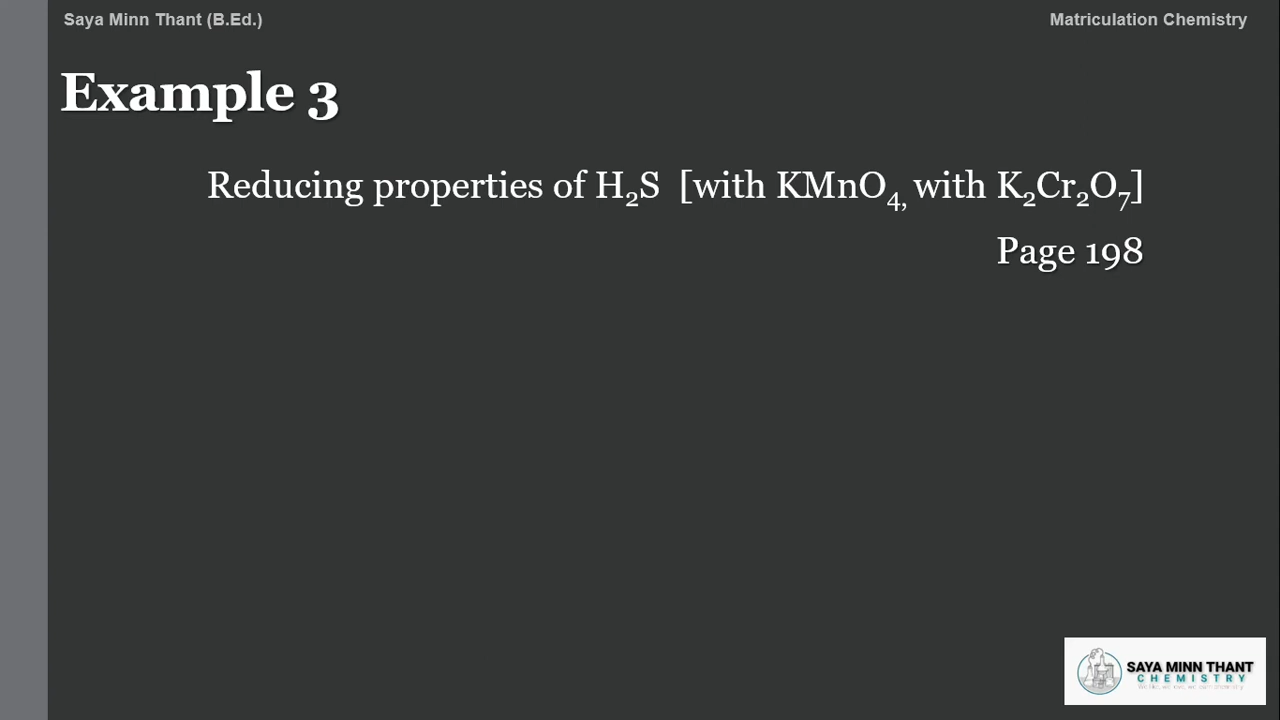 Saya Minn Thant (B.Ed.)
Matriculation Chemistry
Example 3
Reducing properties of H₂S [with KMnO₄, with K₂Cr₂O₇]
Page 198
SAYA MINN THANT
CHEMISTRY